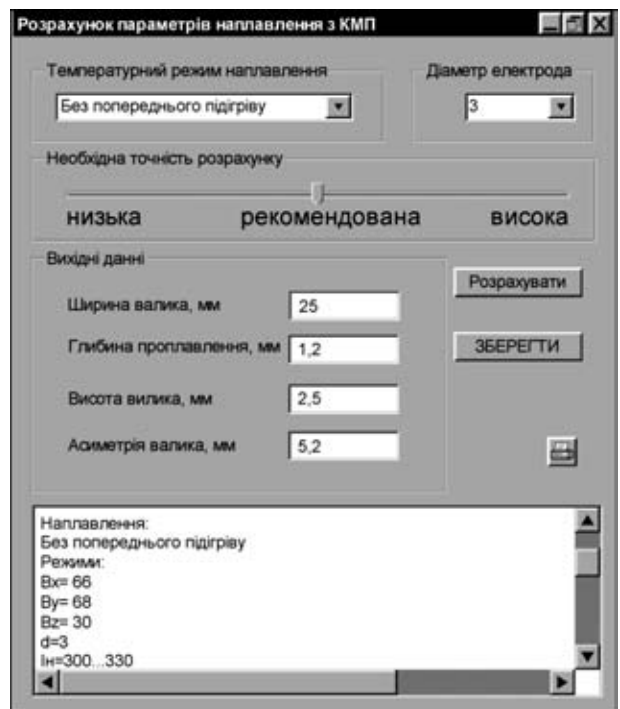 Розрахунок параметрів наплавлення з КМП
Температурний режим наплавлення
Діаметр електрода
Без попереднього підігріву
3
Необхідна точність розрахунку
низька рекомендована висока
Вихідні данні
Ширина валика, мм 25
Розрахувати
Глибина проплавлення, мм 1,2
ЗБЕРЕГТИ
Висота вилика, мм 2,5
Асиметрія валика, мм 5,2
Наплавлення:
Без попереднього підігріву
Режими:
Bx= 66
By= 68
Bz= 30
d=3
Iн=300...330